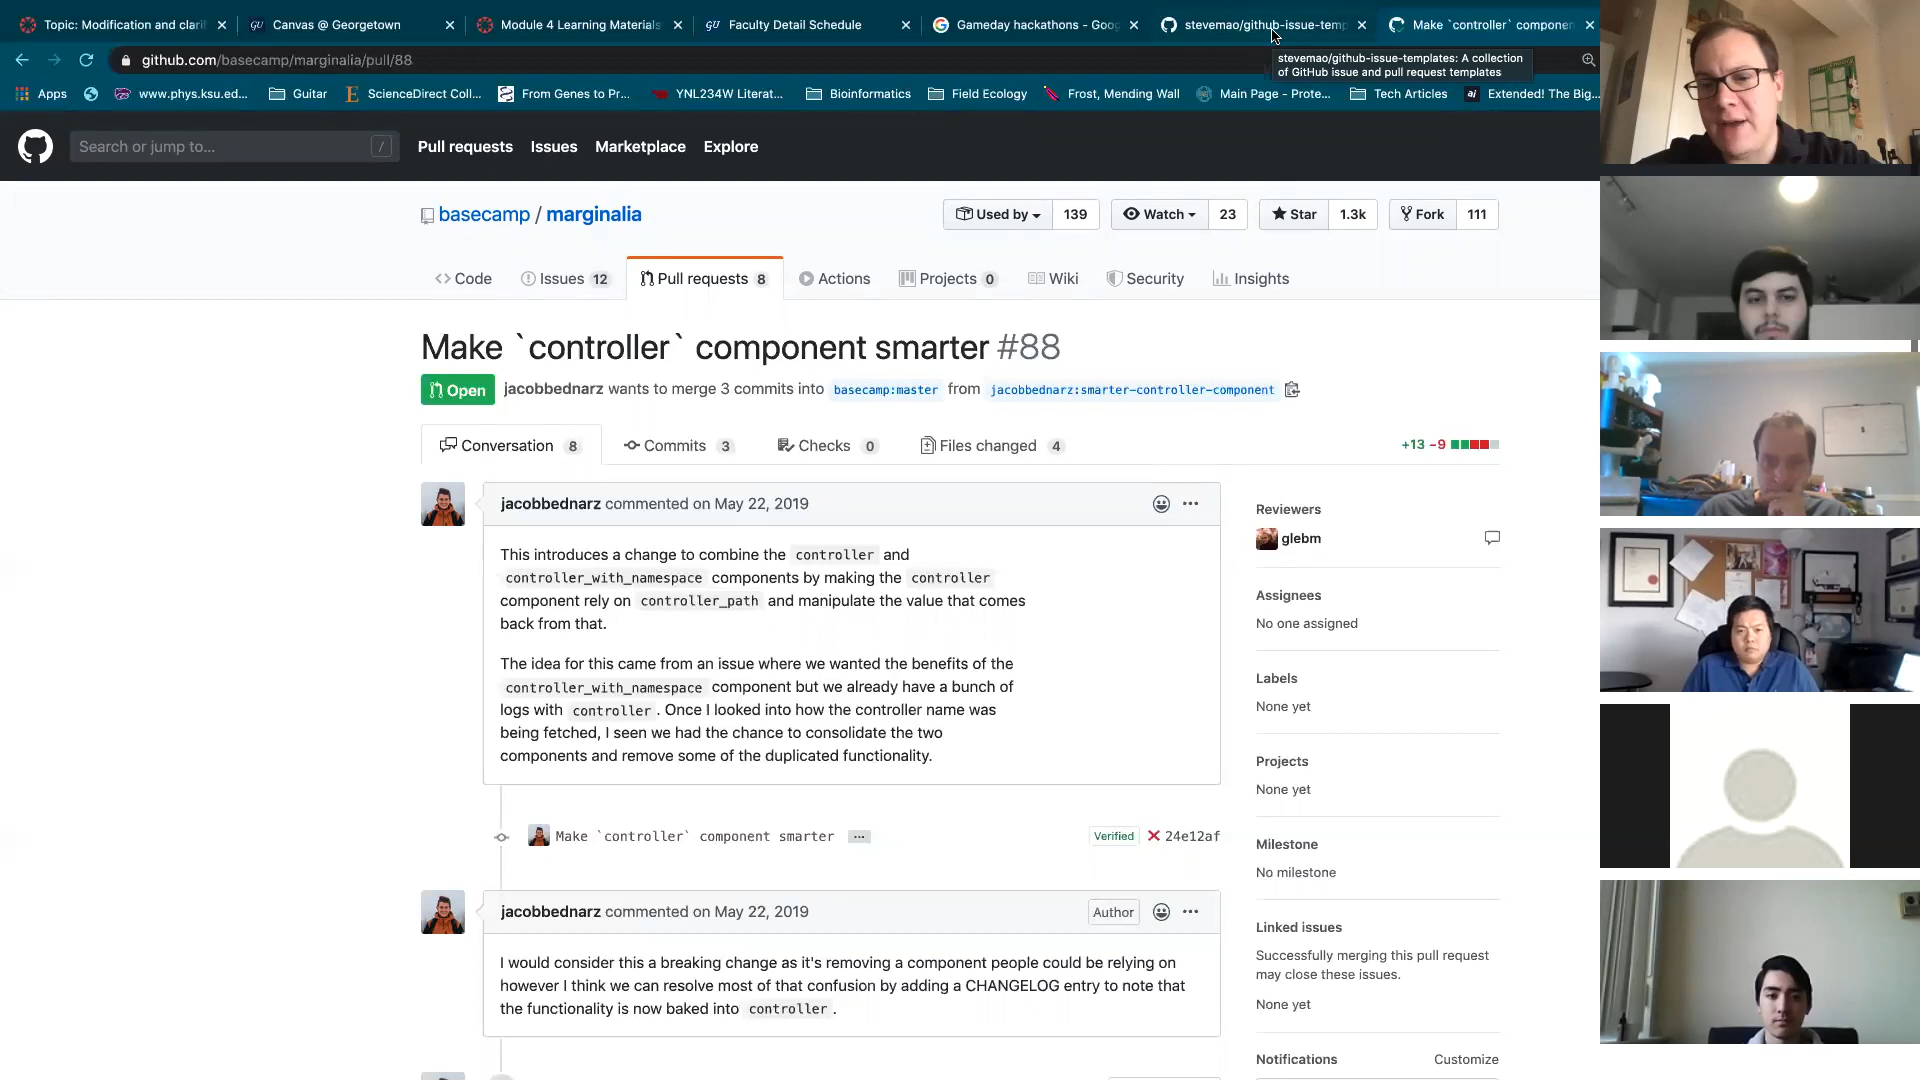 Topic: Modification and clarif
Canvas @ Georgetown
Module 4 Learning Materials
Faculty Detail Schedule
Gameday hackathons - Goog
stevemao/github-issue-temp
Make `controller` componen
github.com/basecamp/marginalia/pull/88
stevemao/github-issue-templates: A collection
of GitHub issue and pull request templates
Apps
www.phys.ksu.ed...
Guitar
ScienceDirect Coll...
From Genes to Pr...
YNL234W Literat...
Bioinformatics
Field Ecology
Frost, Mending Wall
Main Page - Prote...
Tech Articles
Extended! The Big...
Search or jump to... /
Pull requests Issues Marketplace Explore
basecamp / marginalia
Used by 139
Watch 23
Star 1.3k
Fork 111
Code
Issues 12
Pull requests 8
Actions
Projects 0
Wiki
Security
Insights
Make `controller` component smarter #88
Open
jacobbednarz wants to merge 3 commits into basecamp:master from jacobbednarz:smarter-controller-component
Conversation 8
Commits 3
Checks 0
Files changed 4
+13 −9
jacobbednarz commented on May 22, 2019
This introduces a change to combine the controller and
controller_with_namespace components by making the controller
component rely on controller_path and manipulate the value that comes
back from that.
The idea for this came from an issue where we wanted the benefits of the
controller_with_namespace component but we already have a bunch of
logs with controller. Once I looked into how the controller name was
being fetched, I seen we had the chance to consolidate the two
components and remove some of the duplicated functionality.
Make `controller` component smarter ...
Verified 24e12af
jacobbednarz commented on May 22, 2019
Author
I would consider this a breaking change as it's removing a component people could be relying on
however I think we can resolve most of that confusion by adding a CHANGELOG entry to note that
the functionality is now baked into controller.
Reviewers
glebm
Assignees
No one assigned
Labels
None yet
Projects
None yet
Milestone
No milestone
Linked issues
Successfully merging this pull request
may close these issues.
None yet
Notifications Customize